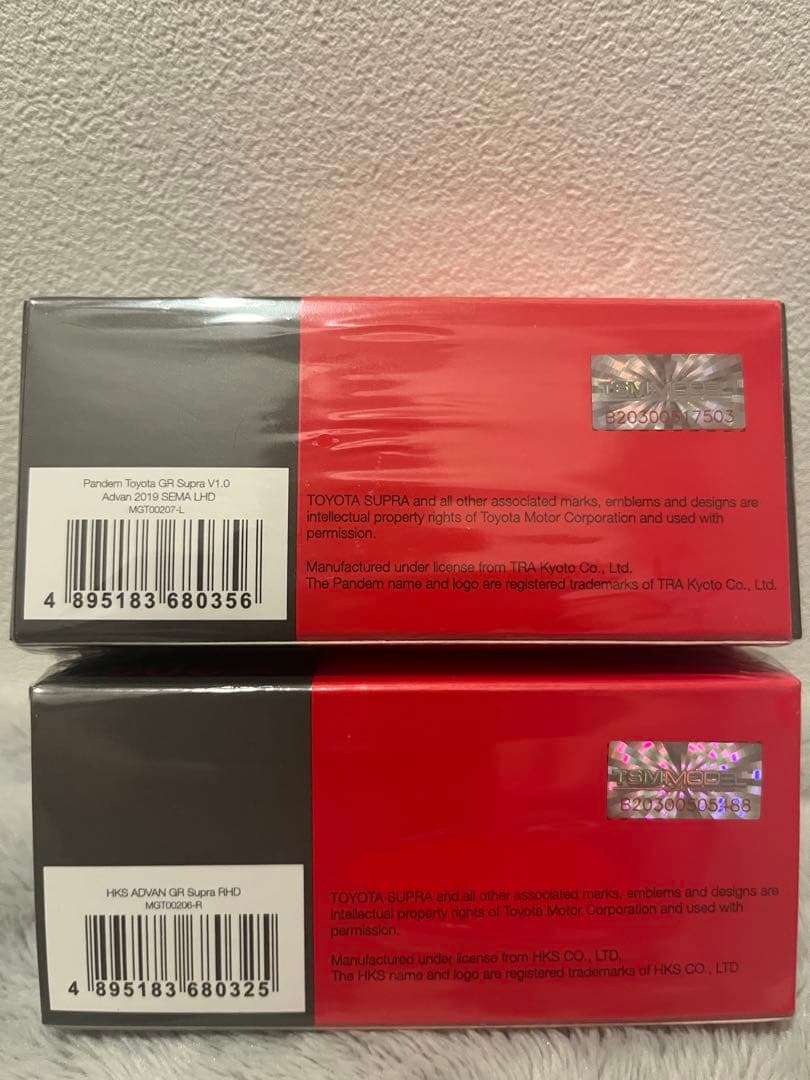 TSM MODEL
B20300517503
Pandem Toyota GR Supra V1.0
Advan 2019 SEMA LHD
MGT00207-L
4 895183 680356
TOYOTA SUPRA and all other associated marks, emblems and designs are
intellectual property rights of Toyota Motor Corporation and used with
permission.
Manufactured under license from TRA Kyoto Co., Ltd.
The Pandem name and logo are registered trademarks of TRA Kyoto Co., Ltd.
TSM MODEL
B20300505488
HKS ADVAN GR Supra RHD
MGT00206-R
4 895183 680325
TOYOTA SUPRA and all other associated marks, emblems and designs are
intellectual property rights of Toyota Motor Corporation and used with
permission.
Manufactured under license from HKS CO., LTD.
The HKS name and logo are registered trademarks of HKS CO., LTD